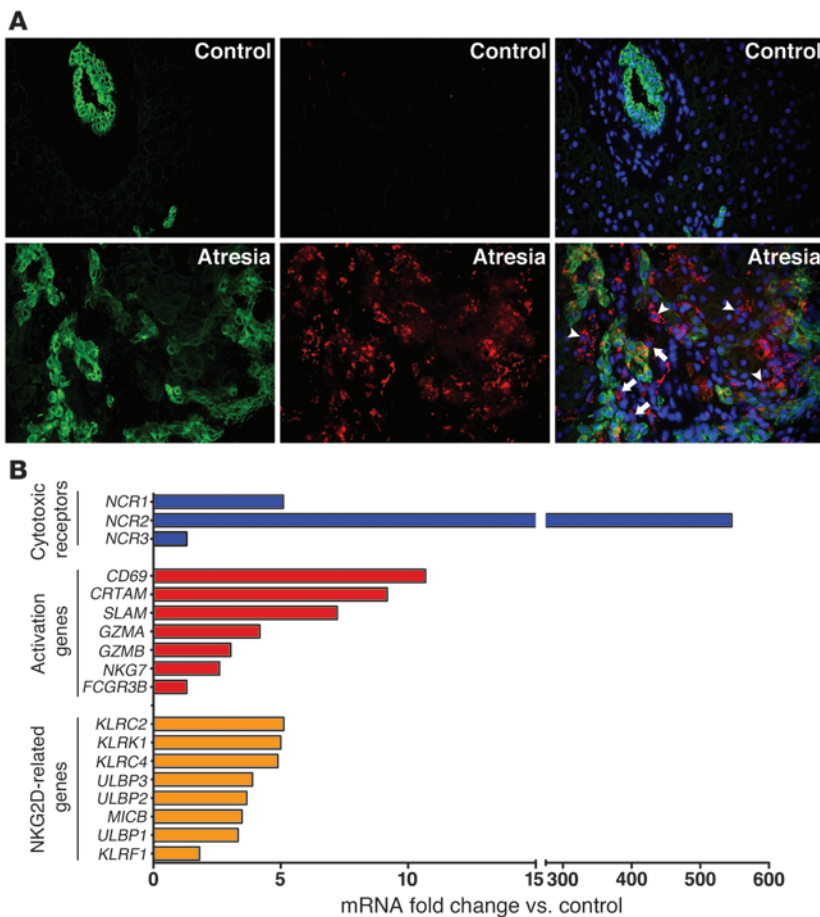 A
Control
Control
Control
Atresia
Atresia
Atresia
B
Cytotoxic
receptors
NCR1
NCR2
NCR3
Activation
genes
CD69
CRTAM
SLAM
GZMA
GZMB
NKG7
FCGR3B
NKG2D-related
genes
KLRC2
KLRK1
KLRC4
ULBP3
ULBP2
MICB
ULBP1
KLRF1
0 5 10 15 300 400 500 600
mRNA fold change vs. control